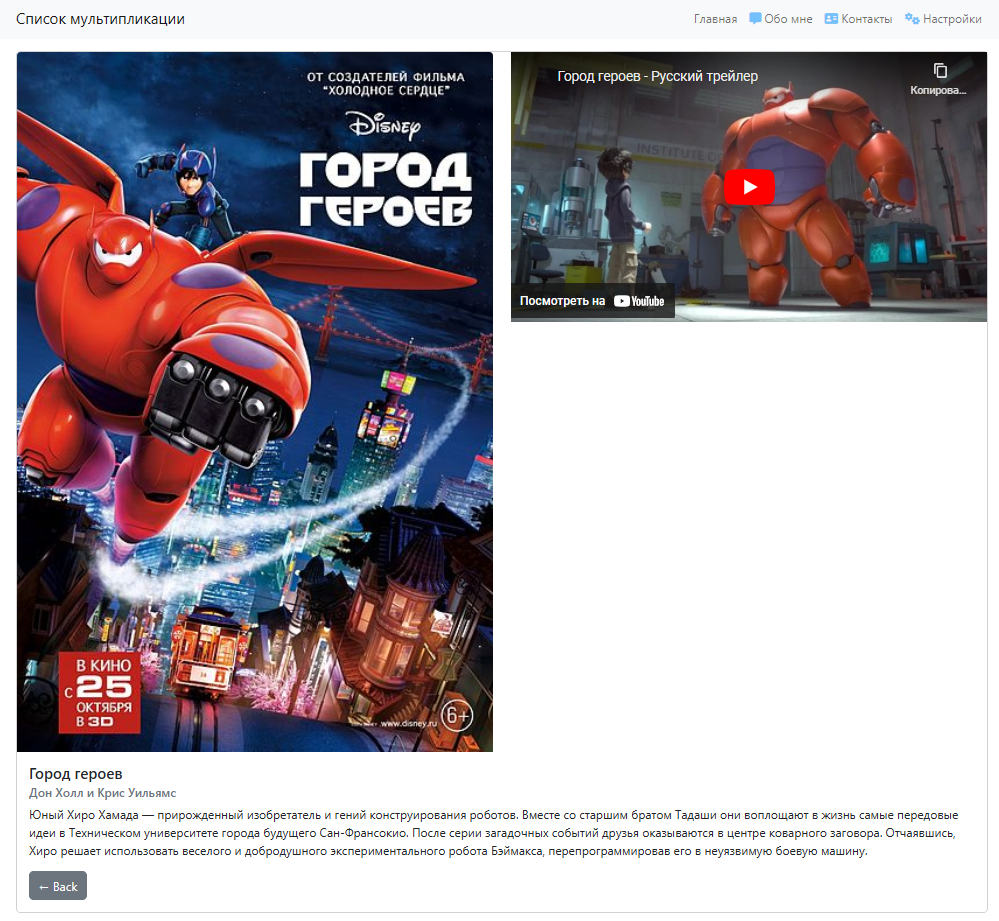 Список мультипликации
Главная Обо мне Контакты Настройки
ОТ СОЗДАТЕЛЕЙ ФИЛЬМА
"ХОЛОДНОЕ СЕРДЦЕ"
Disney
ГОРОД
ГЕРОЕВ
В КИНО
с 25
ОКТЯБРЯ
В 3D
www.disney.ru
6+
Город героев - Русский трейлер
Копирова...
INSTITUTE OF
Посмотреть на YouTube
Город героев
Дон Холл и Крис Уильямс
Юный Хиро Хамада — прирожденный изобретатель и гений конструирования роботов. Вместе со старшим братом Тадаши они воплощают в жизнь самые передовые
идеи в Техническом университете города будущего Сан-Франсокио. После серии загадочных событий друзья оказываются в центре коварного заговора. Отчаявшись,
Хиро решает использовать веселого и добродушного экспериментального робота Бэймакса, перепрограммировав его в неуязвимую боевую машину.
← Back